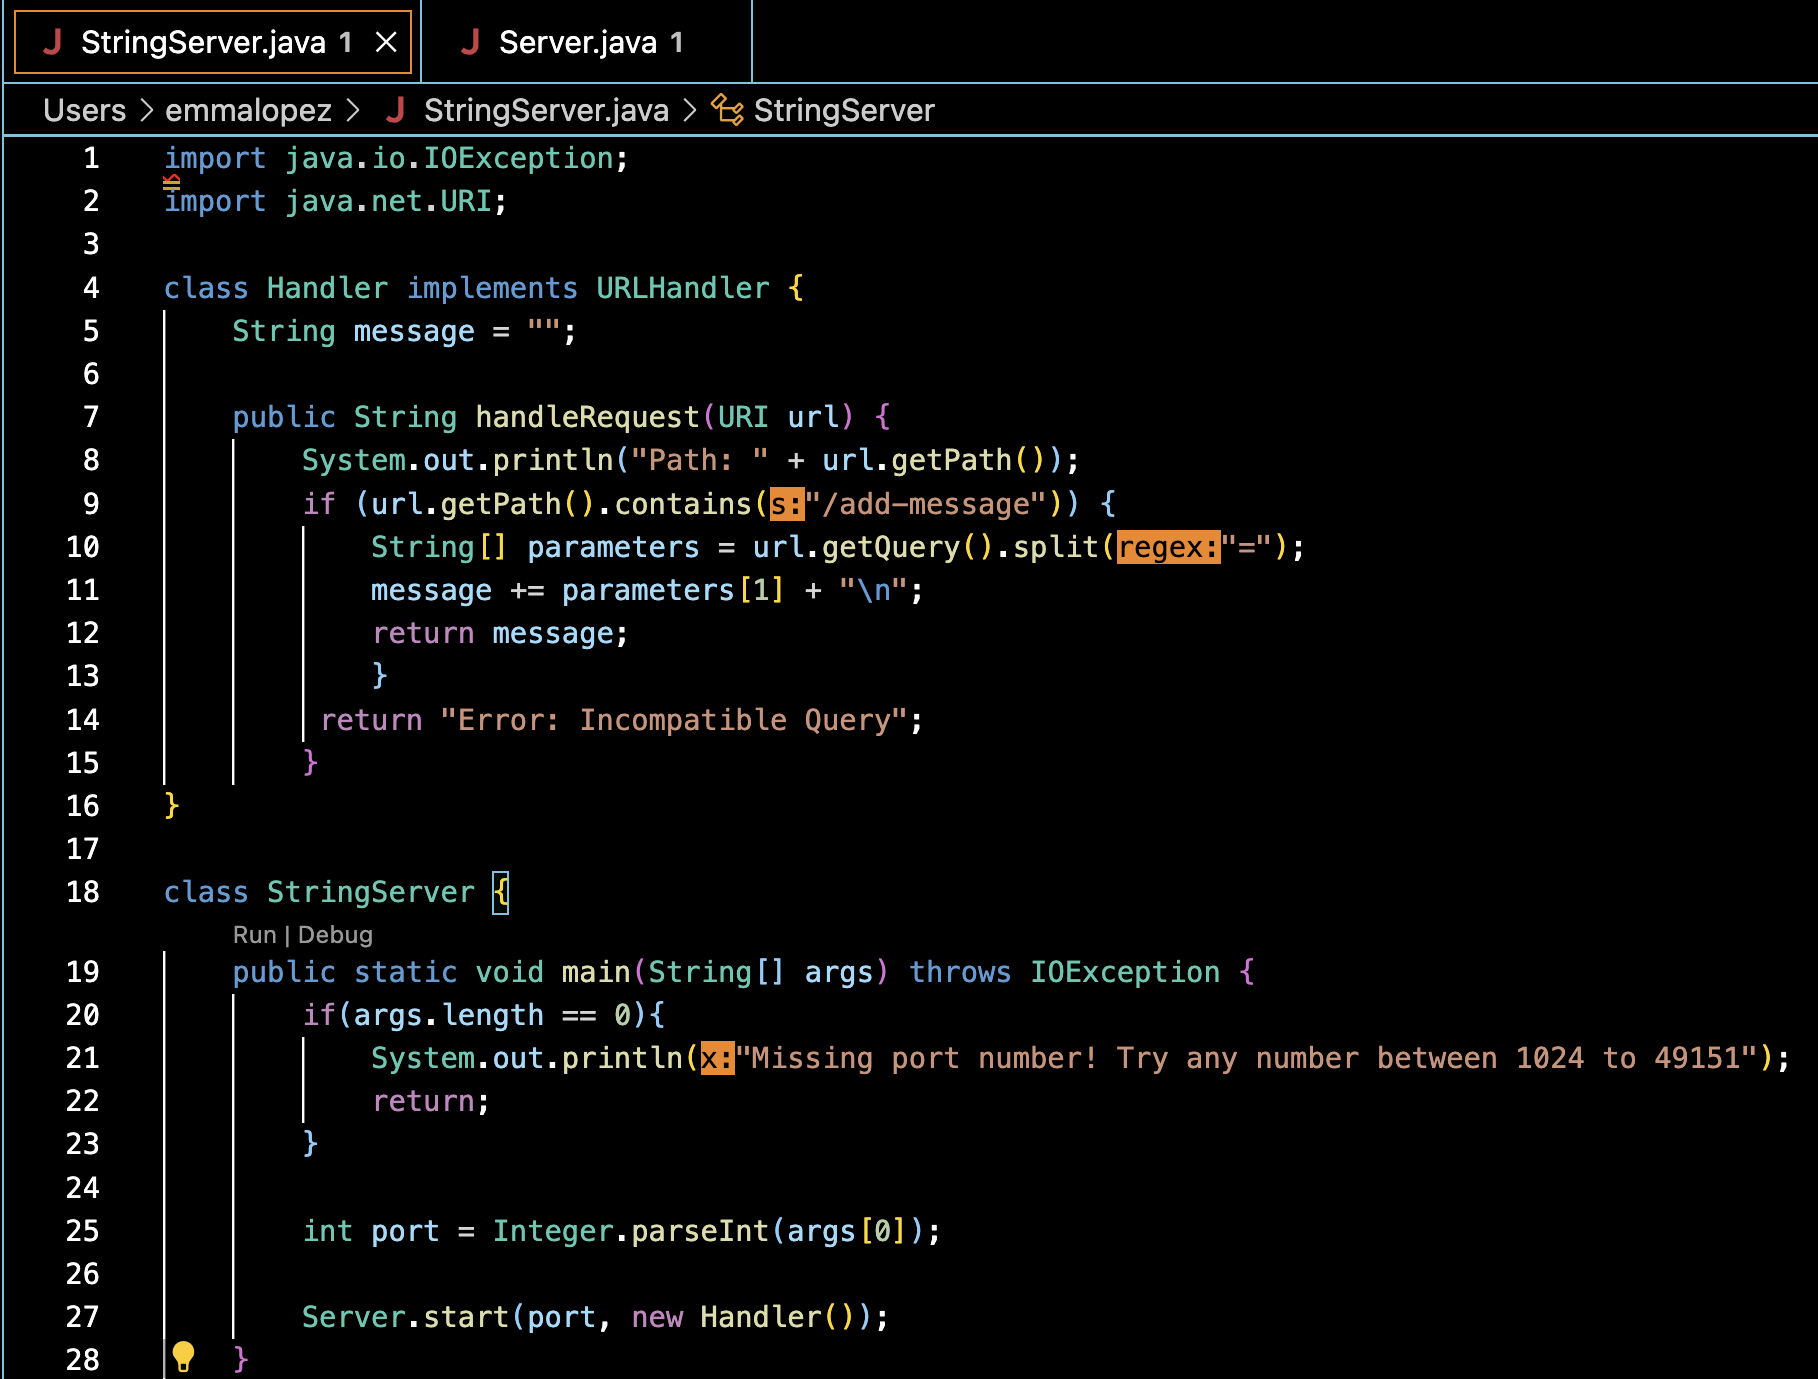 StringServer.java 1 × Server.java 1
Users > emmalopez > StringServer.java > StringServer
1 import java.io.IOException;
2 import java.net.URI;
3
4 class Handler implements URLHandler {
5     String message = "";
6
7     public String handleRequest(URI url) {
8         System.out.println("Path: " + url.getPath());
9         if (url.getPath().contains(s:"/add-message")) {
10             String[] parameters = url.getQuery().split(regex:"=");
11             message += parameters[1] + "\n";
12             return message;
13             }
14          return "Error: Incompatible Query";
15         }
16 }
17
18 class StringServer {
Run | Debug
19     public static void main(String[] args) throws IOException {
20         if(args.length == 0){
21             System.out.println(x:"Missing port number! Try any number between 1024 to 49151");
22             return;
23         }
24
25         int port = Integer.parseInt(args[0]);
26
27         Server.start(port, new Handler());
28     }